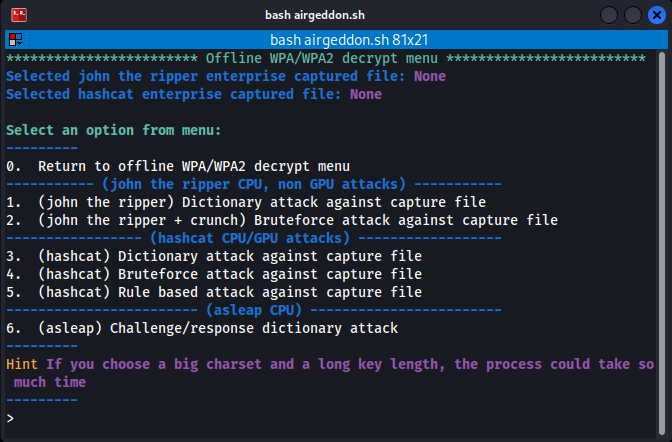 bash airgeddon.sh
bash airgeddon.sh 81x21
************************ Offline WPA/WPA2 decrypt menu *************************
Selected john the ripper enterprise captured file: None
Selected hashcat enterprise captured file: None
Select an option from menu:
---------
0.  Return to offline WPA/WPA2 decrypt menu
----------- (john the ripper CPU, non GPU attacks) -----------
1.  (john the ripper) Dictionary attack against capture file
2.  (john the ripper + crunch) Bruteforce attack against capture file
----------------- (hashcat CPU/GPU attacks) ------------------
3.  (hashcat) Dictionary attack against capture file
4.  (hashcat) Bruteforce attack against capture file
5.  (hashcat) Rule based attack against capture file
------------------------ (asleap CPU) ------------------------
6.  (asleap) Challenge/response dictionary attack
---------
Hint If you choose a big charset and a long key length, the process could take so
 much time
---------
>